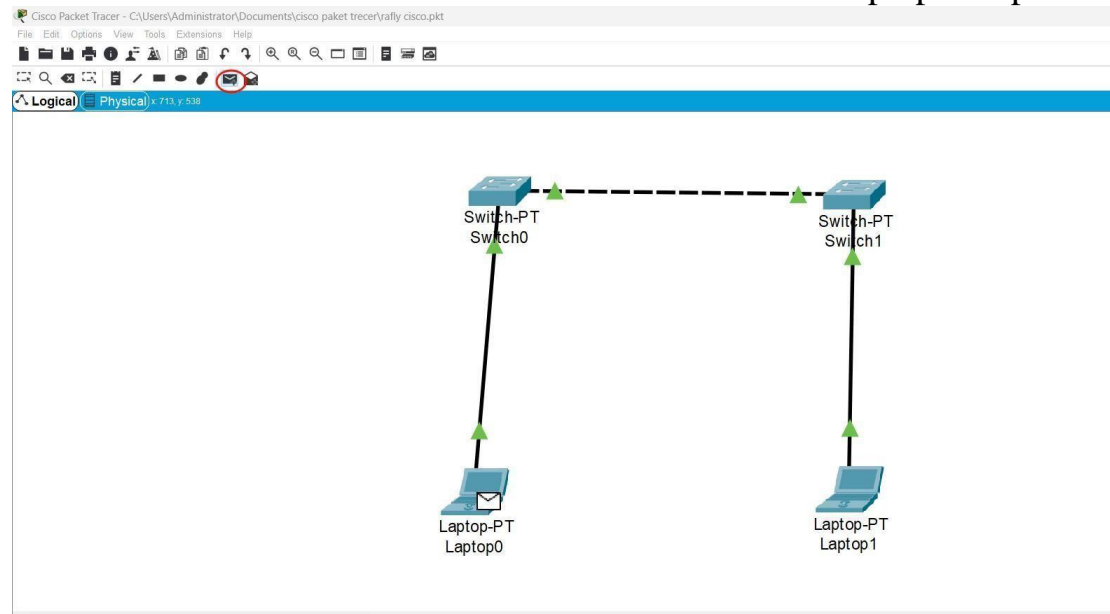 Cisco Packet Tracer - C:\Users\Administrator\Documents\cisco paket trecer\rafly cisco.pkt
File Edit Options View Tools Extensions Help
Logical Physical x: 713, y: 538
Switch-PT
Switch0
Switch-PT
Switch1
Laptop-PT
Laptop0
Laptop-PT
Laptop1